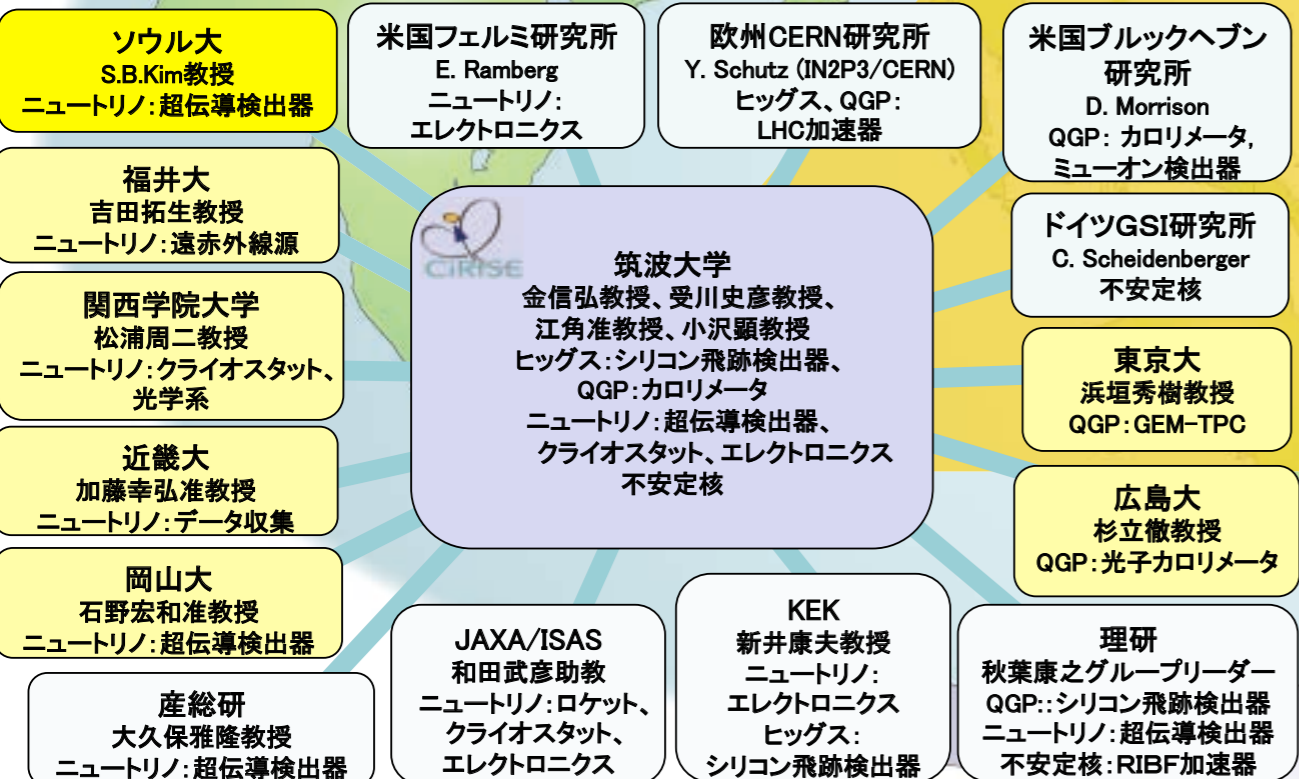 ソウル大
S.B.Kim教授
ニュートリノ:超伝導検出器
米国フェルミ研究所
E. Ramberg
ニュートリノ:
エレクトロニクス
欧州CERN研究所
Y. Schutz (IN2P3/CERN)
ヒッグス、QGP:
LHC加速器
米国ブルックヘブン
研究所
D. Morrison
QGP: カロリメータ,
ミューオン検出器
福井大
吉田拓生教授
ニュートリノ:遠赤外線源
ドイツGSI研究所
C. Scheidenberger
不安定核
CiRISE
筑波大学
金信弘教授、受川史彦教授、
江角准教授、小沢顕教授
ヒッグス:シリコン飛跡検出器、
QGP:カロリメータ
ニュートリノ:超伝導検出器、
クライオスタット、エレクトロニクス
不安定核
関西学院大学
松浦周二教授
ニュートリノ:クライオスタット、
光学系
東京大
浜垣秀樹教授
QGP:GEM-TPC
近畿大
加藤幸弘准教授
ニュートリノ:データ収集
広島大
杉立徹教授
QGP:光子カロリメータ
岡山大
石野宏和准教授
ニュートリノ:超伝導検出器
産総研
大久保雅隆教授
ニュートリノ:超伝導検出器
JAXA/ISAS
和田武彦助教
ニュートリノ:ロケット、
クライオスタット、
エレクトロニクス
KEK
新井康夫教授
ニュートリノ:
エレクトロニクス
ヒッグス:
シリコン飛跡検出器
理研
秋葉康之グループリーダー
QGP::シリコン飛跡検出器
ニュートリノ:超伝導検出器
不安定核:RIBF加速器